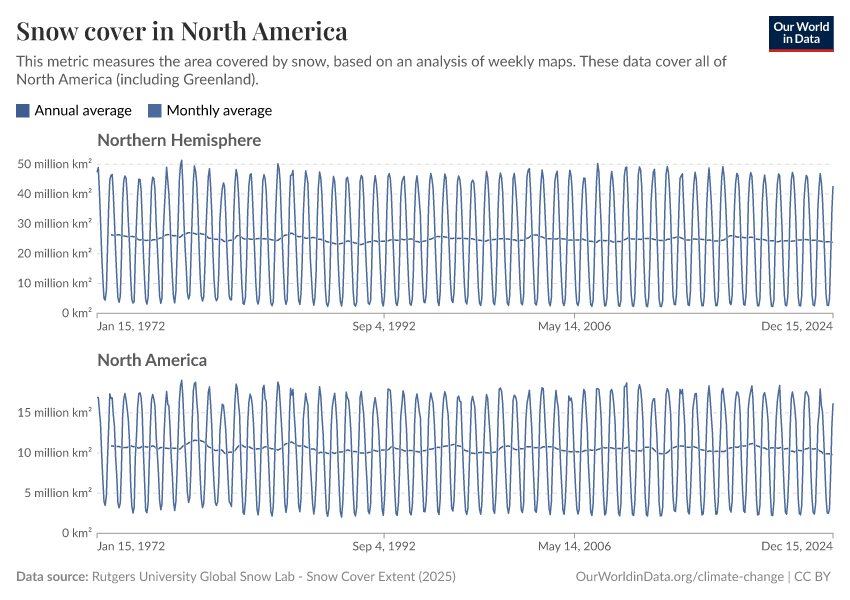 Snow cover in North America
Our World
in Data
This metric measures the area covered by snow, based on an analysis of weekly maps. These data cover all of
North America (including Greenland).
Annual average
Monthly average
Northern Hemisphere
50 million km²
40 million km²
30 million km²
20 million km²
10 million km²
0 km²
Jan 15, 1972
Sep 4, 1992
May 14, 2006
Dec 15, 2024
North America
15 million km²
10 million km²
5 million km²
0 km²
Jan 15, 1972
Sep 4, 1992
May 14, 2006
Dec 15, 2024
Data source: Rutgers University Global Snow Lab - Snow Cover Extent (2025)
OurWorldinData.org/climate-change | CC BY